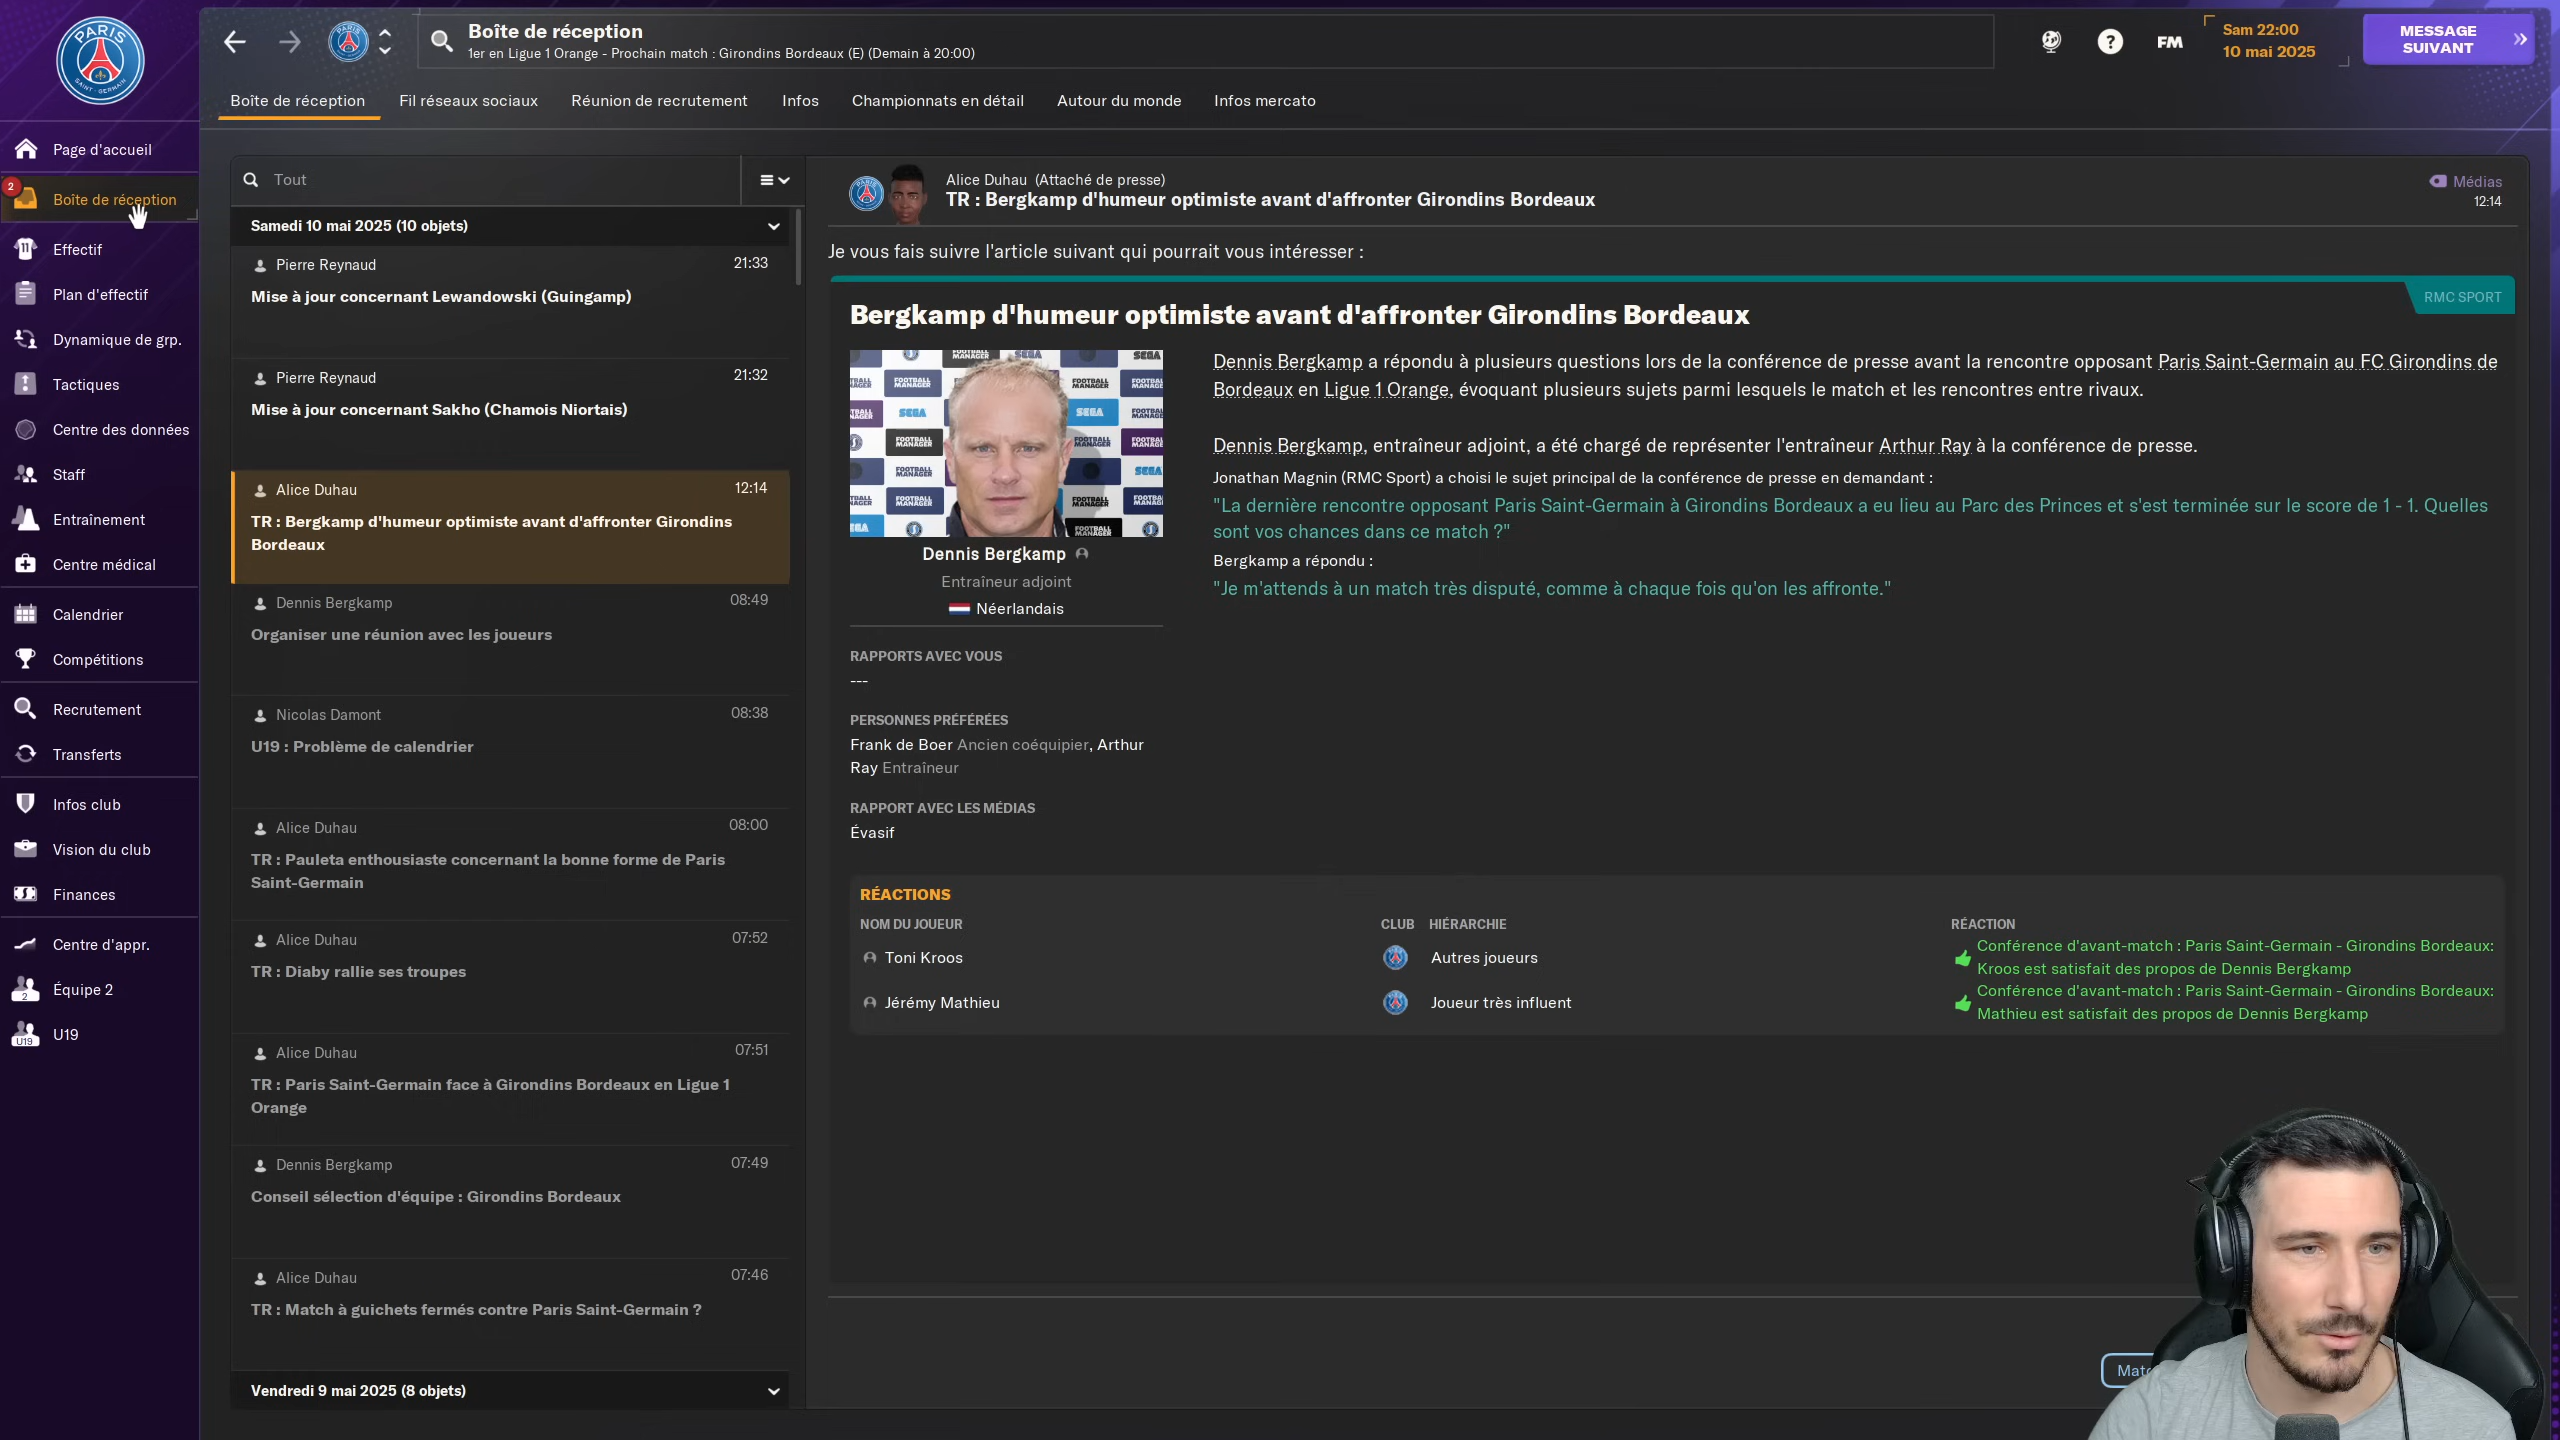 PARIS
SAINT-GERMAIN
Boîte de réception
1er en Ligue 1 Orange - Prochain match : Girondins Bordeaux (E) (Demain à 20:00)
Sam 22:00
10 mai 2025
MESSAGE
SUIVANT
FM
Boîte de réception
Fil réseaux sociaux
Réunion de recrutement
Infos
Championnats en détail
Autour du monde
Infos mercato
Page d'accueil
2
Boîte de réception
Effectif
Plan d'effectif
Dynamique de grp.
Tactiques
Centre des données
Staff
Entraînement
Centre médical
Calendrier
Compétitions
Recrutement
Transferts
Infos club
Vision du club
Finances
Centre d'appr.
2
Équipe 2
U19
U19
Tout
Samedi 10 mai 2025 (10 objets)
Pierre Reynaud 21:33
Mise à jour concernant Lewandowski (Guingamp)
Pierre Reynaud 21:32
Mise à jour concernant Sakho (Chamois Niortais)
Alice Duhau 12:14
TR : Bergkamp d'humeur optimiste avant d'affronter Girondins
Bordeaux
Dennis Bergkamp 08:49
Organiser une réunion avec les joueurs
Nicolas Damont 08:38
U19 : Problème de calendrier
Alice Duhau 08:00
TR : Pauleta enthousiaste concernant la bonne forme de Paris
Saint-Germain
Alice Duhau 07:52
TR : Diaby rallie ses troupes
Alice Duhau 07:51
TR : Paris Saint-Germain face à Girondins Bordeaux en Ligue 1
Orange
Dennis Bergkamp 07:49
Conseil sélection d'équipe : Girondins Bordeaux
Alice Duhau 07:46
TR : Match à guichets fermés contre Paris Saint-Germain ?
Vendredi 9 mai 2025 (8 objets)
Alice Duhau (Attaché de presse)
TR : Bergkamp d'humeur optimiste avant d'affronter Girondins Bordeaux
Médias
12:14
Je vous fais suivre l'article suivant qui pourrait vous intéresser :
RMC SPORT
Bergkamp d'humeur optimiste avant d'affronter Girondins Bordeaux
Dennis Bergkamp a répondu à plusieurs questions lors de la conférence de presse avant la rencontre opposant Paris Saint-Germain au FC Girondins de
Bordeaux en Ligue 1 Orange, évoquant plusieurs sujets parmi lesquels le match et les rencontres entre rivaux.
Dennis Bergkamp, entraîneur adjoint, a été chargé de représenter l'entraîneur Arthur Ray à la conférence de presse.
Jonathan Magnin (RMC Sport) a choisi le sujet principal de la conférence de presse en demandant :
"La dernière rencontre opposant Paris Saint-Germain à Girondins Bordeaux a eu lieu au Parc des Princes et s'est terminée sur le score de 1 - 1. Quelles
sont vos chances dans ce match ?"
Bergkamp a répondu :
"Je m'attends à un match très disputé, comme à chaque fois qu'on les affronte."
FOOTBALL MANAGER
SEGA
Dennis Bergkamp
Entraîneur adjoint
Néerlandais
RAPPORTS AVEC VOUS
---
PERSONNES PRÉFÉRÉES
Frank de Boer Ancien coéquipier, Arthur
Ray Entraîneur
RAPPORT AVEC LES MÉDIAS
Évasif
RÉACTIONS
NOM DU JOUEUR CLUB HIÉRARCHIE RÉACTION
Toni Kroos Autres joueurs
Conférence d'avant-match : Paris Saint-Germain - Girondins Bordeaux:
Kroos est satisfait des propos de Dennis Bergkamp
Jérémy Mathieu Joueur très influent
Conférence d'avant-match : Paris Saint-Germain - Girondins Bordeaux:
Mathieu est satisfait des propos de Dennis Bergkamp